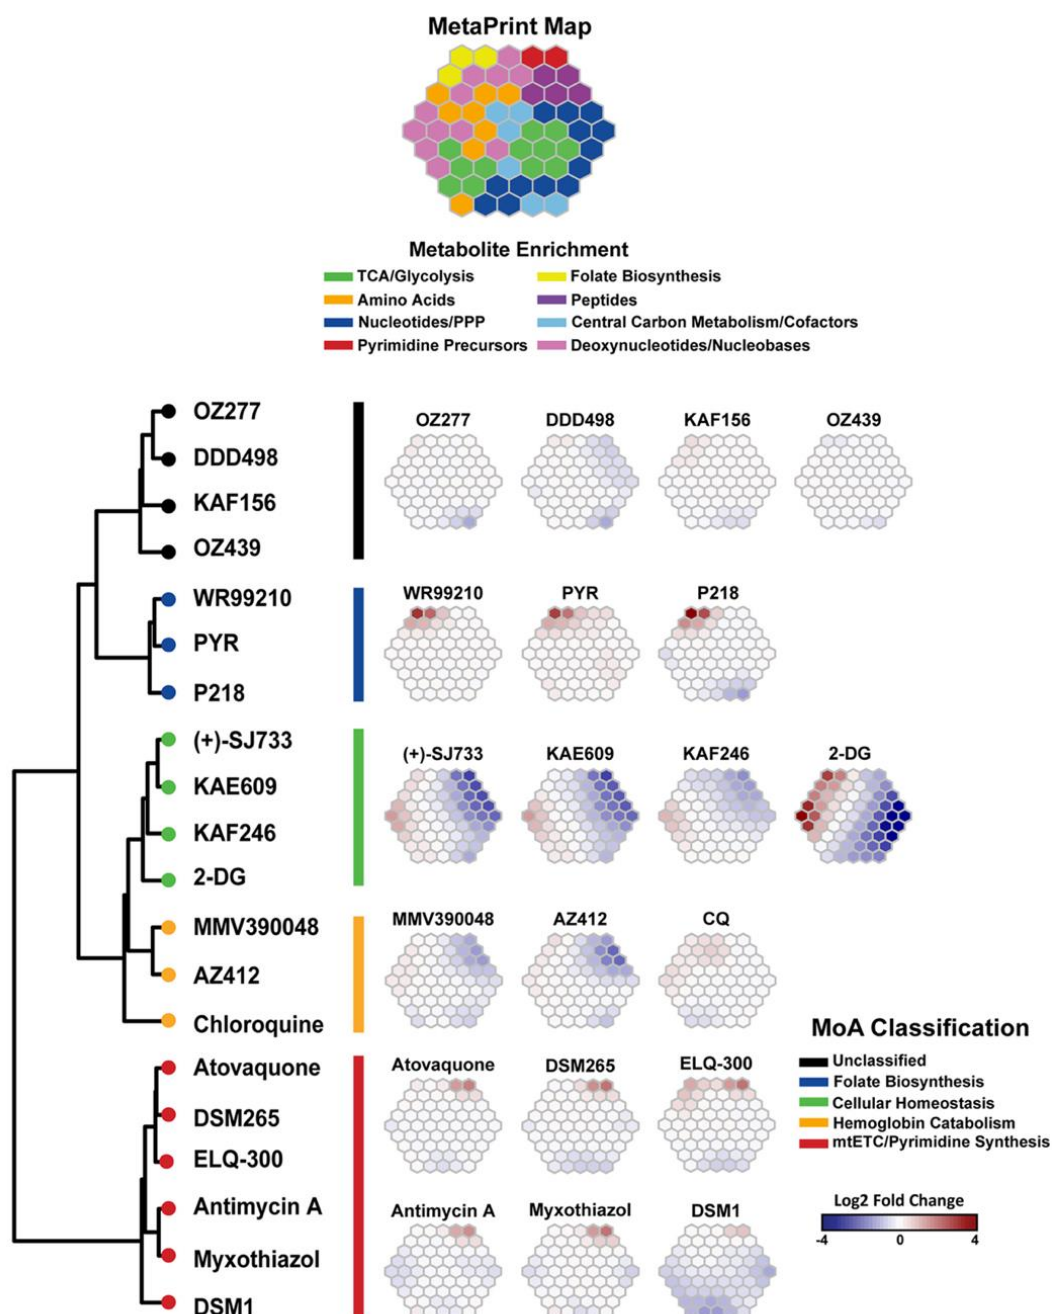 MetaPrint Map
Metabolite Enrichment
TCA/Glycolysis
Folate Biosynthesis
Amino Acids
Peptides
Nucleotides/PPP
Central Carbon Metabolism/Cofactors
Pyrimidine Precursors
Deoxynucleotides/Nucleobases
OZ277
DDD498
KAF156
OZ439
OZ277
DDD498
KAF156
OZ439
WR99210
PYR
P218
WR99210
PYR
P218
(+)-SJ733
KAE609
KAF246
2-DG
(+)-SJ733
KAE609
KAF246
2-DG
MMV390048
AZ412
Chloroquine
MMV390048
AZ412
CQ
Atovaquone
DSM265
ELQ-300
Antimycin A
Myxothiazol
DSM1
Atovaquone
DSM265
ELQ-300
Antimycin A
Myxothiazol
DSM1
MoA Classification
Unclassified
Folate Biosynthesis
Cellular Homeostasis
Hemoglobin Catabolism
mtETC/Pyrimidine Synthesis
Log2 Fold Change
-4 0 4